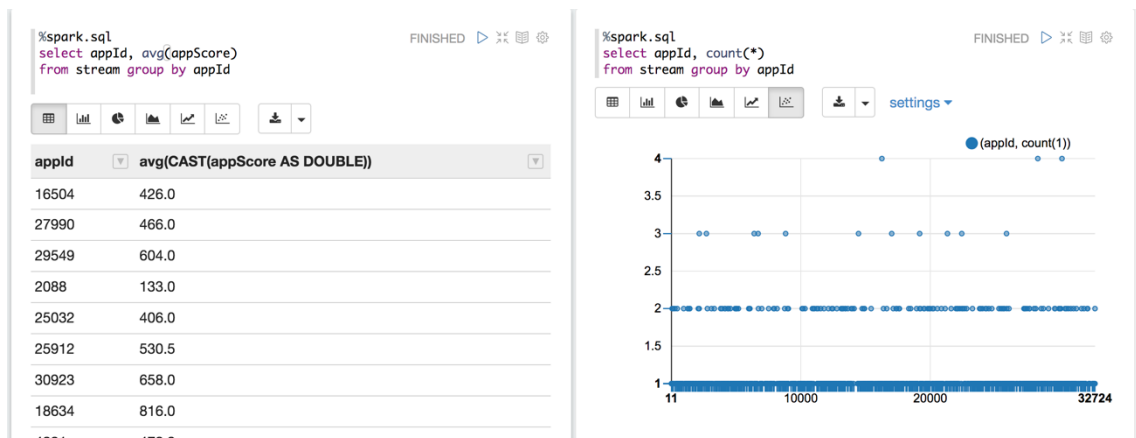 %spark.sql
select appId, avg(appScore)
from stream group by appId
FINISHED
appId avg(CAST(appScore AS DOUBLE))
16504 426.0
27990 466.0
29549 604.0
2088 133.0
25032 406.0
25912 530.5
30923 658.0
18634 816.0
%spark.sql
select appId, count(*)
from stream group by appId
FINISHED
settings
(appId, count(1))
4
3.5
3
2.5
2
1.5
1
11 10000 20000 32724